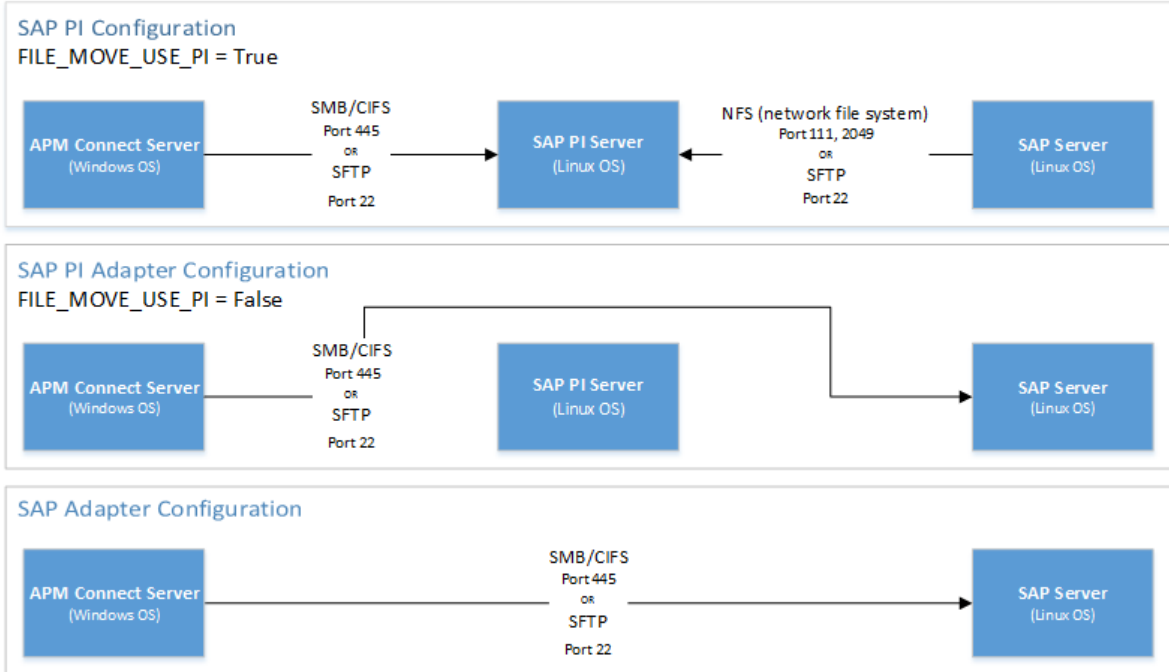 SAP PI Configuration
FILE_MOVE_USE_PI = True
APM Connect Server
(Windows OS)
SMB/CIFS
Port 445
OR
SFTP
Port 22
SAP PI Server
(Linux OS)
NFS (network file system)
Port 111, 2049
OR
SFTP
Port 22
SAP Server
(Linux OS)
SAP PI Adapter Configuration
FILE_MOVE_USE_PI = False
APM Connect Server
(Windows OS)
SMB/CIFS
Port 445
OR
SFTP
Port 22
SAP PI Server
(Linux OS)
SAP Server
(Linux OS)
SAP Adapter Configuration
APM Connect Server
(Windows OS)
SMB/CIFS
Port 445
OR
SFTP
Port 22
SAP Server
(Linux OS)